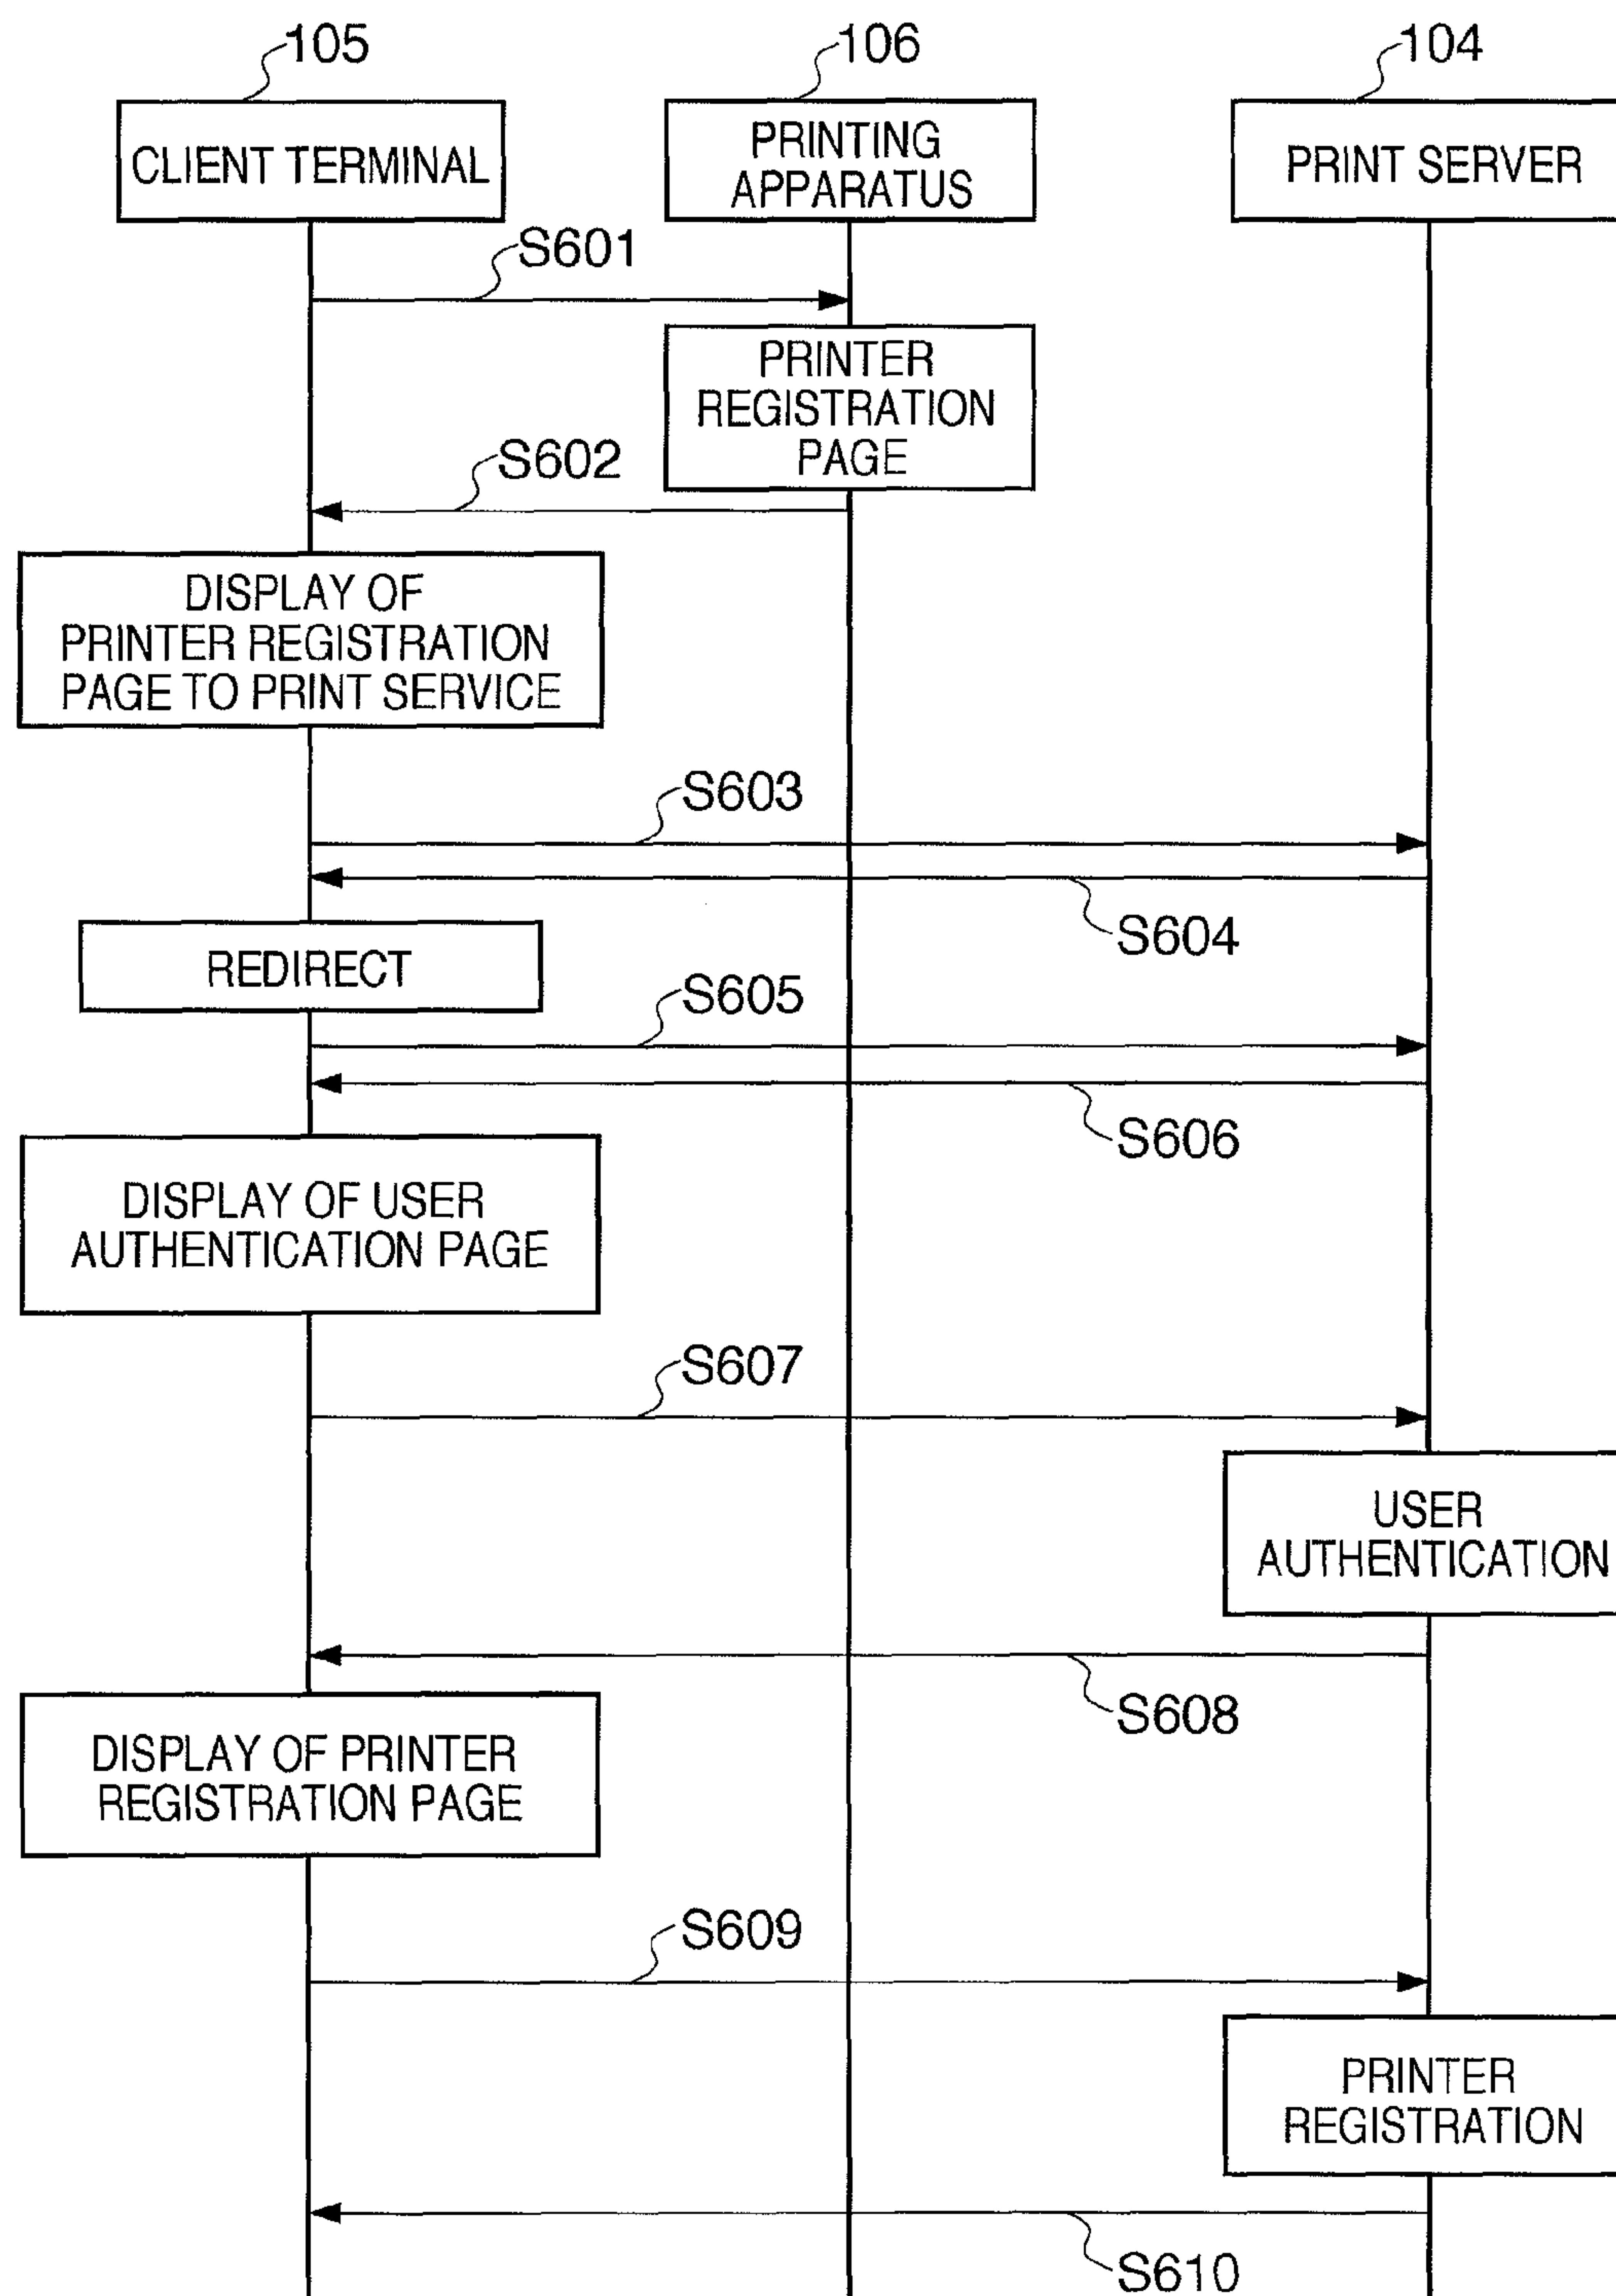 105
106
104
CLIENT TERMINAL
PRINTING
APPARATUS
PRINT SERVER
S601
PRINTER
REGISTRATION
PAGE
S602
DISPLAY OF
PRINTER REGISTRATION
PAGE TO PRINT SERVICE
S603
S604
REDIRECT
S605
S606
DISPLAY OF USER
AUTHENTICATION PAGE
S607
USER
AUTHENTICATION
S608
DISPLAY OF PRINTER
REGISTRATION PAGE
S609
PRINTER
REGISTRATION
S610